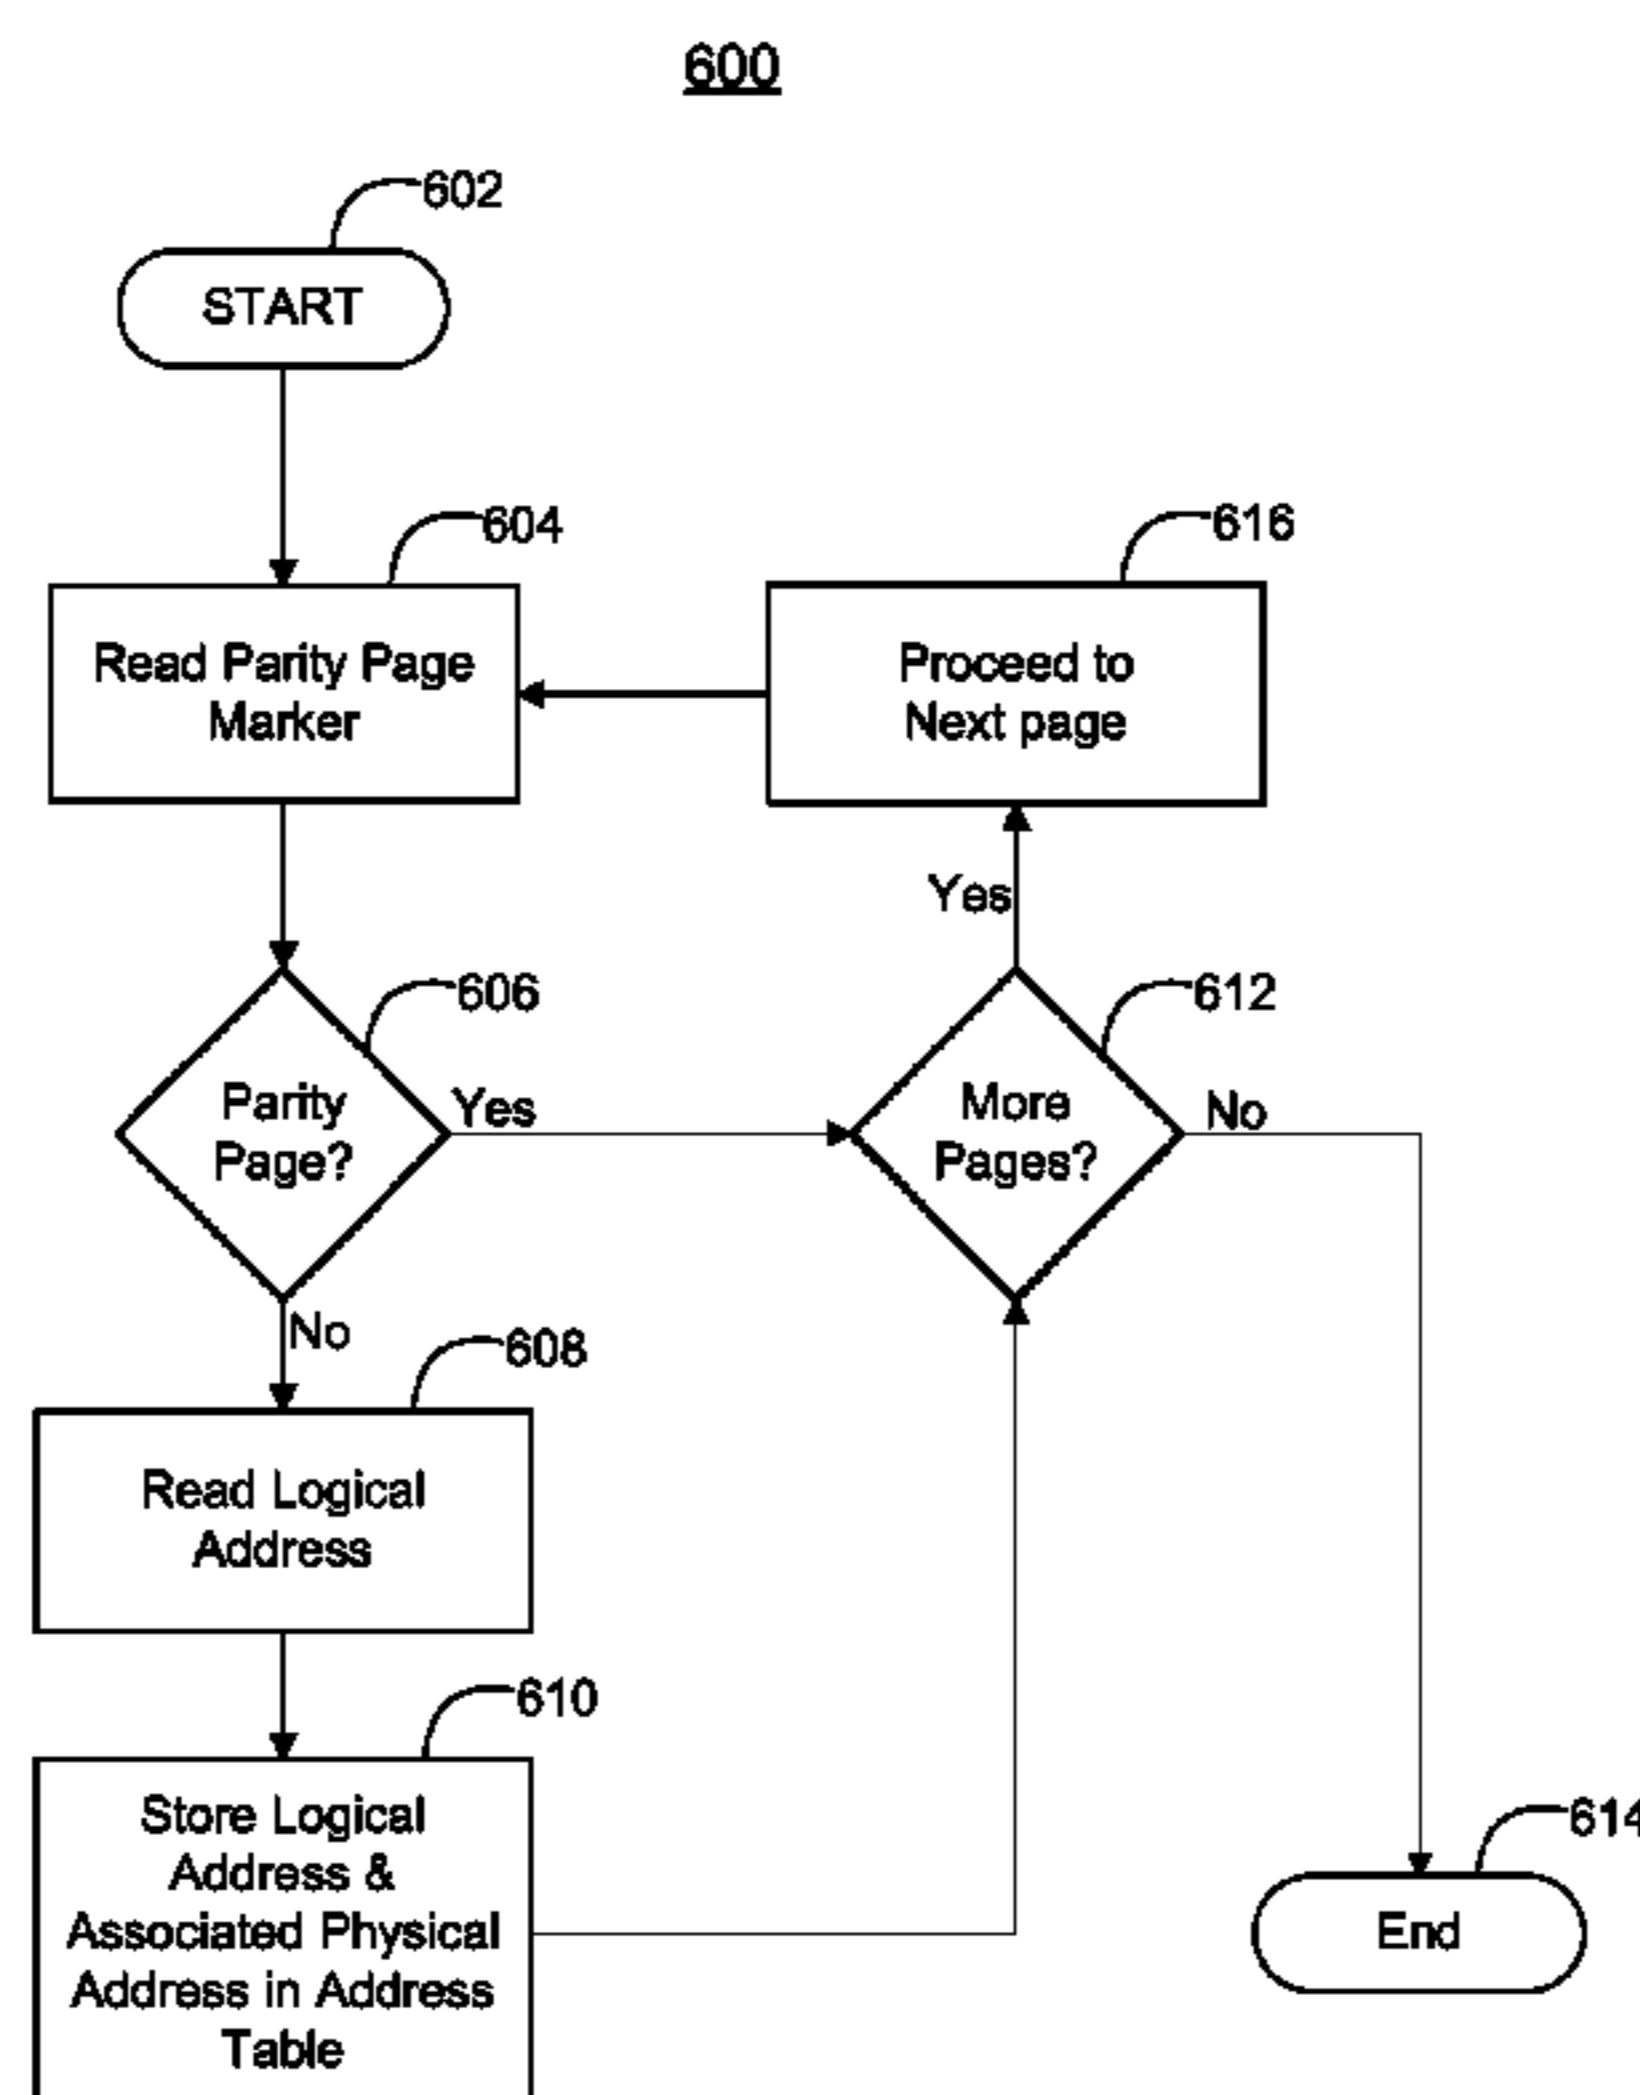 600
602
START
604
Read Parity Page
Marker
616
Proceed to
Next page
Yes
606
Parity
Page?
Yes
612
More
Pages?
No
No
608
Read Logical
Address
610
Store Logical
Address &
Associated Physical
Address in Address
Table
614
End